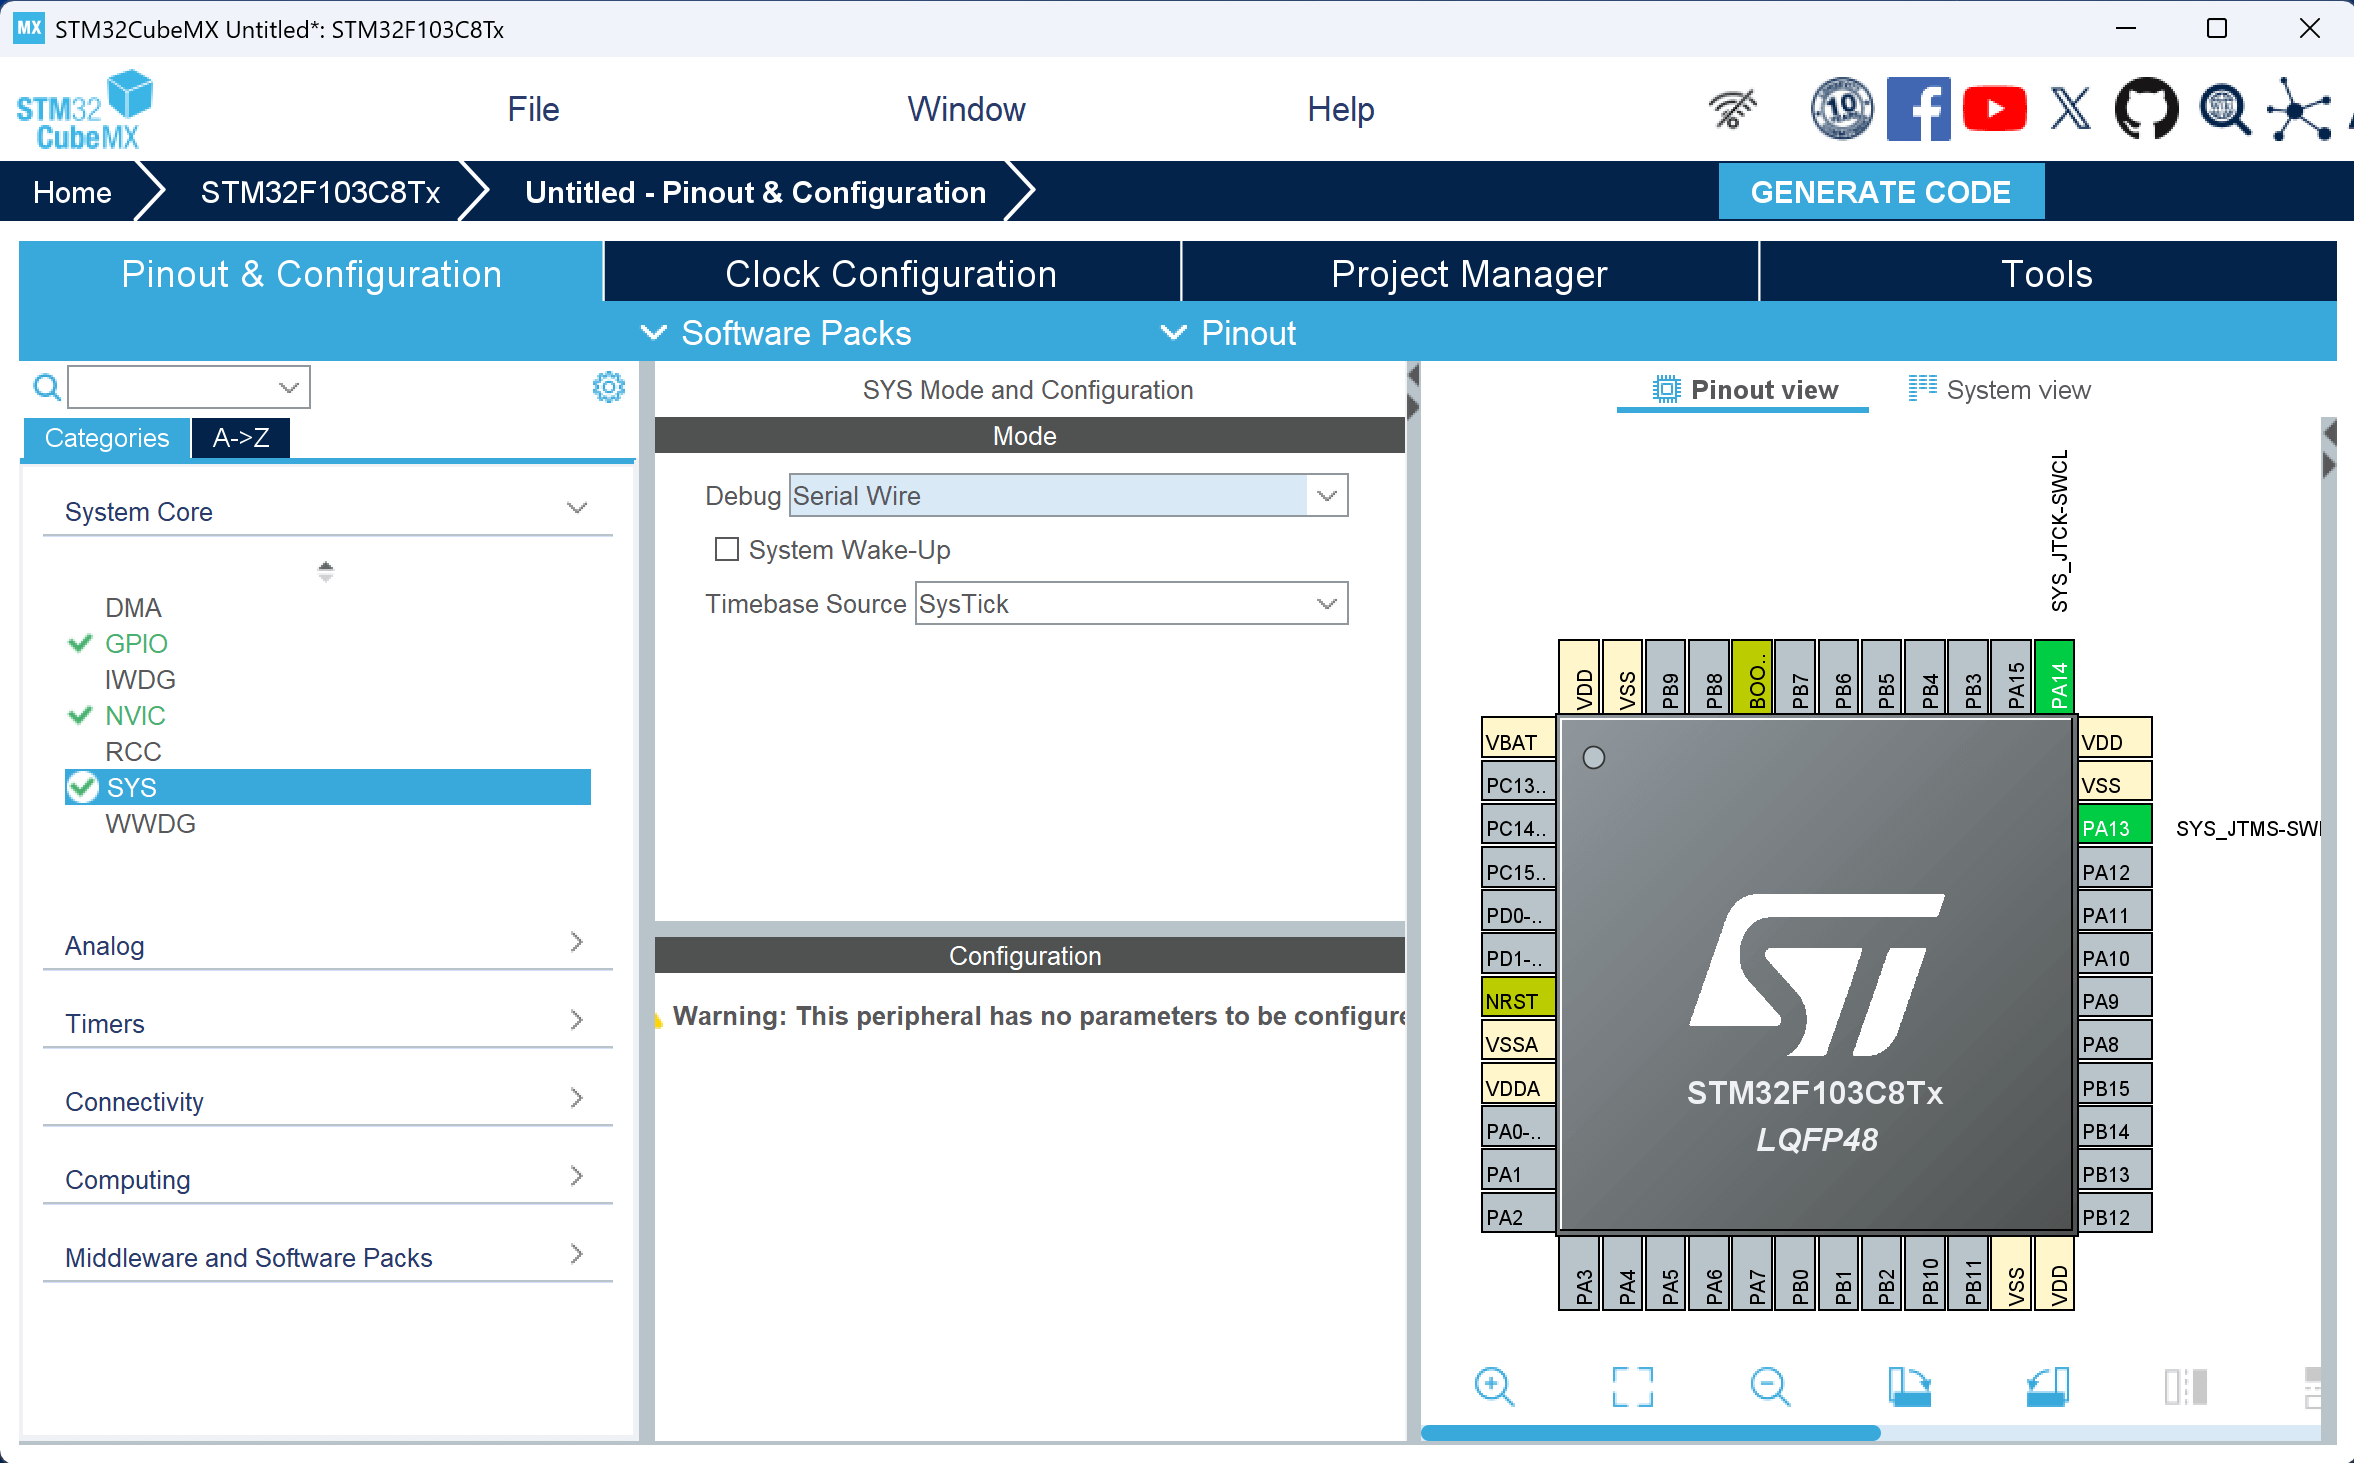 MX STM32CubeMX Untitled*: STM32F103C8Tx
STM32
CubeMX
File
Window
Help
10
Home
STM32F103C8Tx
Untitled - Pinout & Configuration
GENERATE CODE
Pinout & Configuration
Clock Configuration
Project Manager
Tools
Software Packs
Pinout
Categories
A->Z
System Core
DMA
GPIO
IWDG
NVIC
RCC
SYS
WWDG
Analog
Timers
Connectivity
Computing
Middleware and Software Packs
SYS Mode and Configuration
Mode
Debug Serial Wire
System Wake-Up
Timebase Source SysTick
Configuration
Warning: This peripheral has no parameters to be configure
Pinout view
System view
SYS_JTCK-SWCL
VDD
VSS
PB9
PB8
BOO..
PB7
PB6
PB5
PB4
PB3
PA15
PA14
VBAT
PC13..
PC14..
PC15..
PD0-..
PD1-..
NRST
VSSA
VDDA
PA0-..
PA1
PA2
STM32F103C8Tx
LQFP48
VDD
VSS
PA13 SYS_JTMS-SW
PA12
PA11
PA10
PA9
PA8
PB15
PB14
PB13
PB12
PA3
PA4
PA5
PA6
PA7
PB0
PB1
PB2
PB10
PB11
VSS
VDD